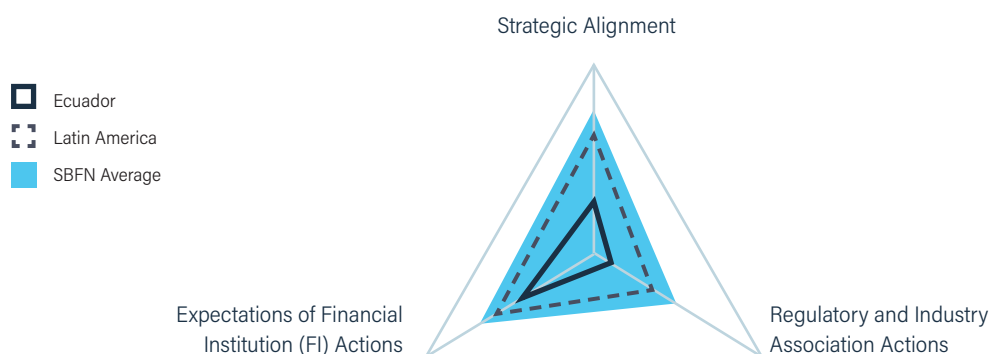 Strategic Alignment
Ecuador
Latin America
SBFN Average
Expectations of Financial
Institution (FI) Actions
Regulatory and Industry
Association Actions